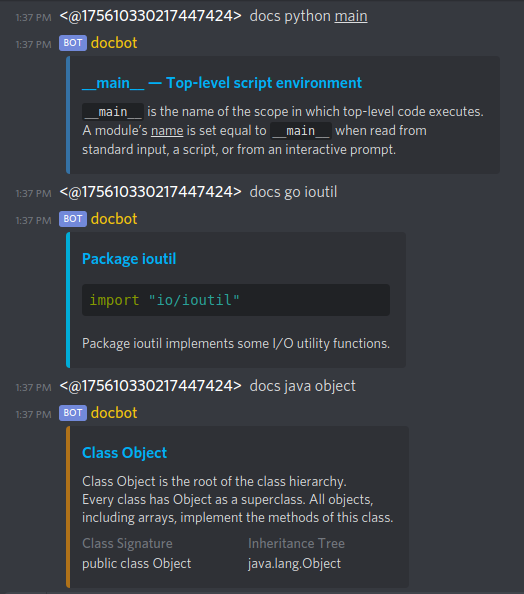 1:37 PM <@175610330217447424> docs python main
1:37 PM BOT docbot
__main__ — Top-level script environment
__main__ is the name of the scope in which top-level code executes.
A module's name is set equal to __main__ when read from
standard input, a script, or from an interactive prompt.
1:37 PM <@175610330217447424> docs go ioutil
1:37 PM BOT docbot
Package ioutil
import "io/ioutil"
Package ioutil implements some I/O utility functions.
1:37 PM <@175610330217447424> docs java object
1:37 PM BOT docbot
Class Object
Class Object is the root of the class hierarchy.
Every class has Object as a superclass. All objects,
including arrays, implement the methods of this class.
Class Signature Inheritance Tree
public class Object java.lang.Object